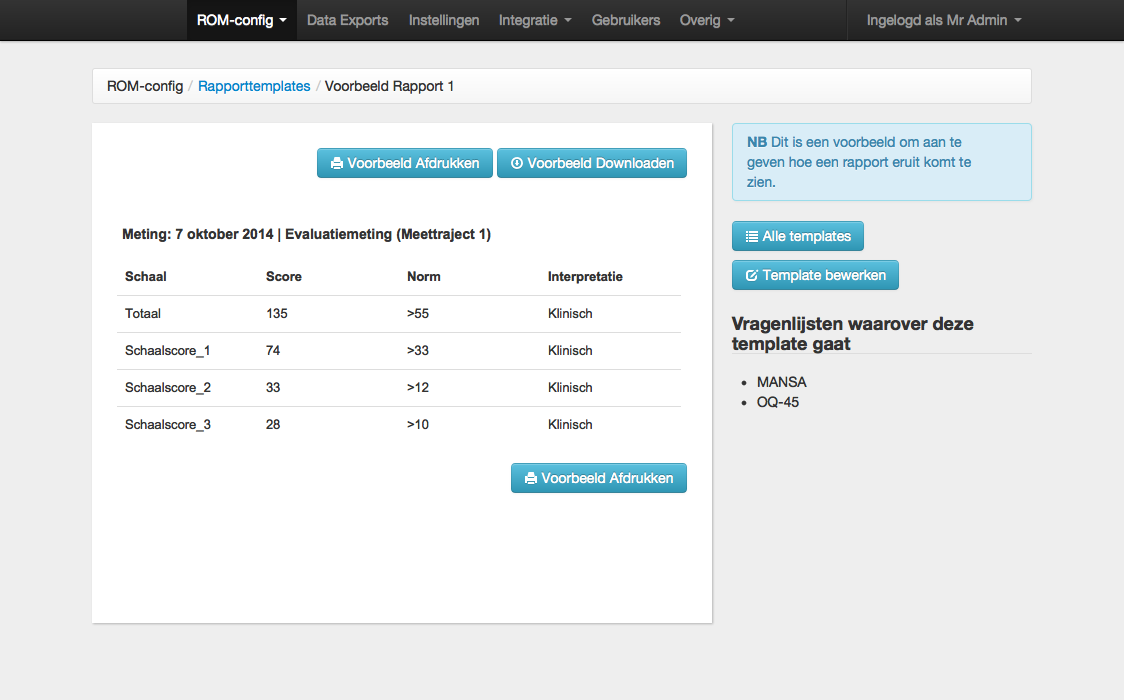 ROM-config Data Exports Instellingen Integratie Gebruikers Overig Ingelogd als Mr Admin
ROM-config / Rapporttemplates / Voorbeeld Rapport 1
Voorbeeld Afdrukken Voorbeeld Downloaden
Meting: 7 oktober 2014 | Evaluatiemeting (Meettraject 1)
Schaal Score Norm Interpretatie
Totaal 135 >55 Klinisch
Schaalscore_1 74 >33 Klinisch
Schaalscore_2 33 >12 Klinisch
Schaalscore_3 28 >10 Klinisch
Voorbeeld Afdrukken
NB Dit is een voorbeeld om aan te
geven hoe een rapport eruit komt te
zien.
Alle templates
Template bewerken
Vragenlijsten waarover deze
template gaat
• MANSA
• OQ-45